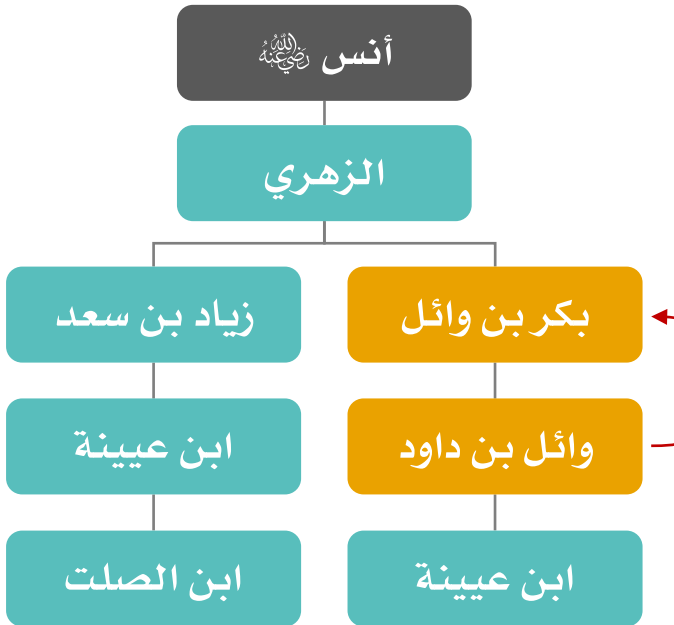 أنس رضي الله عنه
الزهري
بكر بن وائل
زياد بن سعد
وائل بن داود
ابن عيينة
ابن عيينة
ابن الصلت